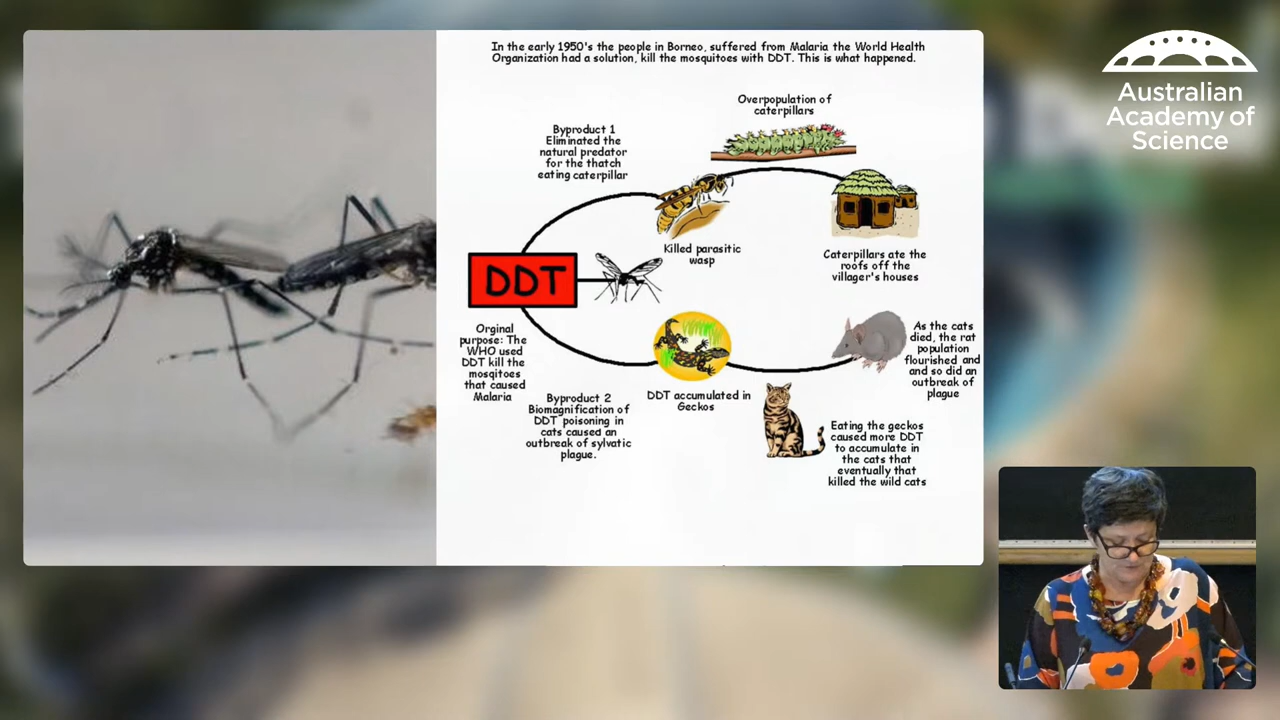 In the early 1950's the people in Borneo, suffered from Malaria the World Health
Organization had a solution, kill the mosquitoes with DDT. This is what happened.
Overpopulation of
caterpillars
Byproduct 1
Eliminated the
natural predator
for the thatch
eating caterpillar
Killed parasitic
wasp
Caterpillars ate the
roofs off the
villager's houses
DDT
Orginal
purpose: The
WHO used
DDT kill the
mosqitoes
that caused
Malaria
Byproduct 2
Biomagnification of
DDT poisoning in
cats caused an
outbreak of sylvatic
plague.
DDT accumulated in
Geckos
Eating the geckos
caused more DDT
to accumulate in
the cats that
eventually that
killed the wild cats
As the cats
died, the rat
population
flourished and
and so did an
outbreak of
plague
Australian
Academy of
Science